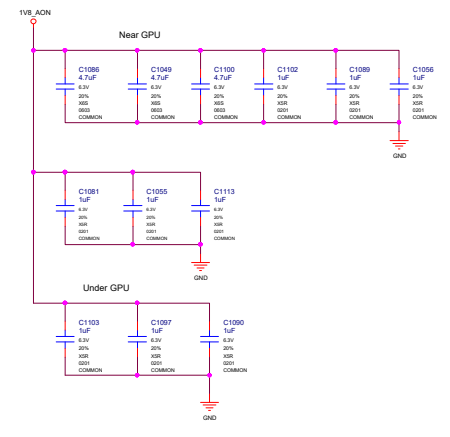 1V8_AON
Near GPU
C1086 C1049 C1100 C1102 C1089 C1056
4.7uF 4.7uF 4.7uF 1uF 1uF 1uF
6.3V 6.3V 6.3V 6.3V 6.3V 6.3V
20% 20% 20% 20% 20% 20%
X6S X6S X6S X5R X5R X5R
0603 0603 0603 0201 0201 0201
COMMON COMMON COMMON COMMON COMMON COMMON
GND
C1081 C1055 C1113
1uF 1uF 1uF
6.3V 6.3V 6.3V
20% 20% 20%
X5R X5R X5R
0201 0201 0201
COMMON COMMON COMMON
GND
Under GPU
C1103 C1097 C1090
1uF 1uF 1uF
6.3V 6.3V 6.3V
20% 20% 20%
X5R X5R X5R
0201 0201 0201
COMMON COMMON COMMON
GND